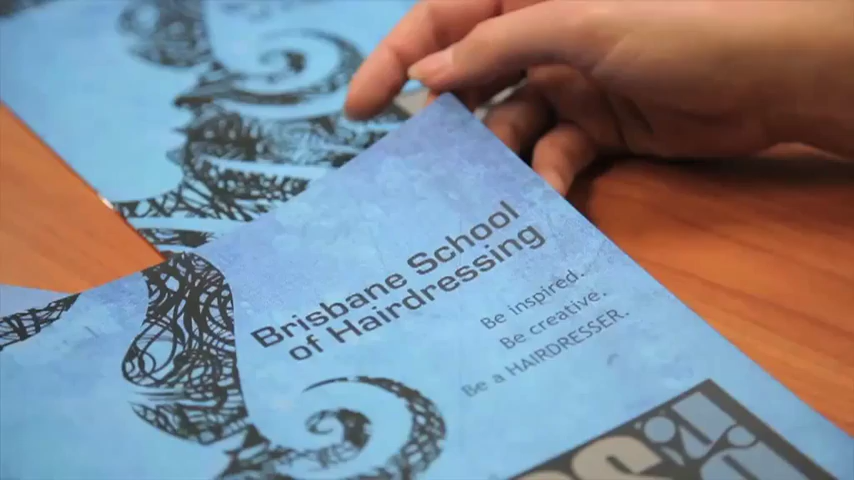 Brisbane School
of Hairdressing
Be inspired.
Be creative.
Be a HAIRDRESSER.